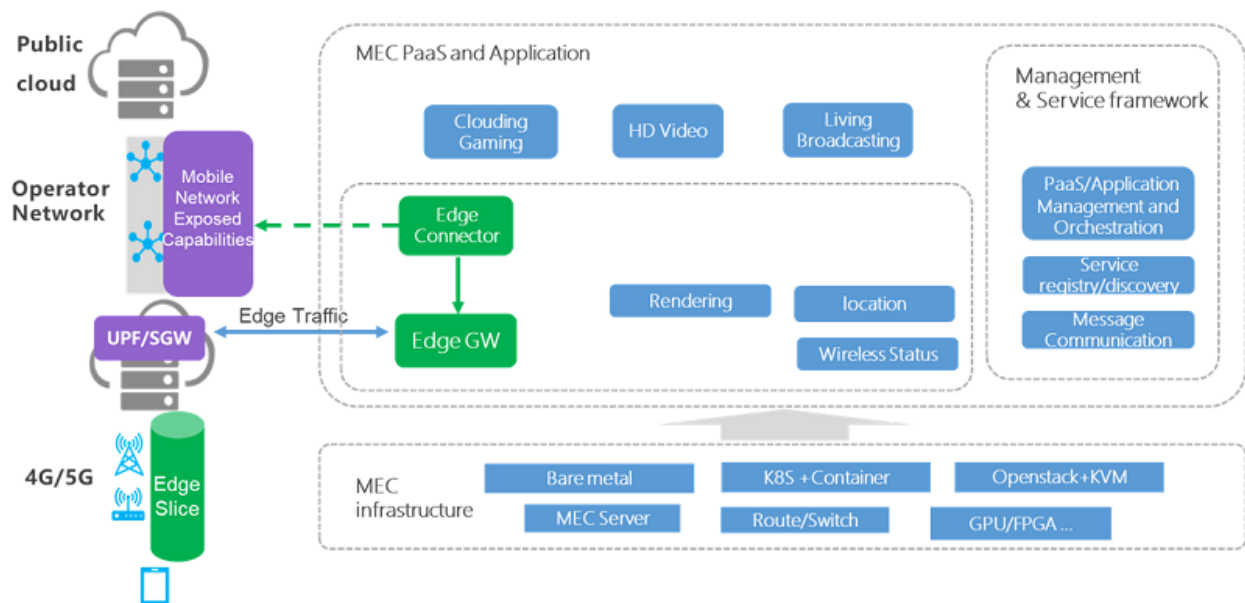 Public
cloud
Operator
Network
Mobile
Network
Exposed
Capabilities
UPF/SGW
Edge Traffic
4G/5G
Edge
Slice
MEC PaaS and Application
Clouding
Gaming
HD Video
Living
Broadcasting
Edge
Connector
Edge GW
Rendering
location
Wireless Status
Management
& Service framework
PaaS/Application
Management and
Orchestration
Service
registry/discovery
Message
Communication
MEC
infrastructure
Bare metal
K8S +Container
Openstack+KVM
MEC Server
Route/Switch
GPU/FPGA ...